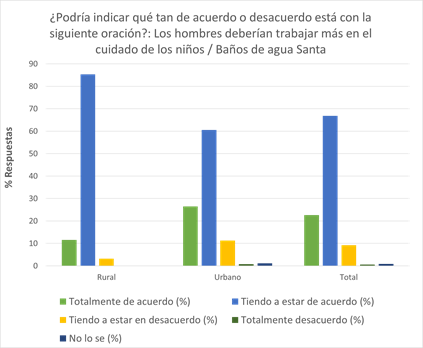 ¿Podría indicar qué tan de acuerdo o desacuerdo está con la
siguiente oración?: Los hombres deberían trabajar más en el
cuidado de los niños / Baños de agua Santa
% Respuestas
90
80
70
60
50
40
30
20
10
0
Rural Urbano Total
Totalmente de acuerdo (%) Tiendo a estar de acuerdo (%)
Tiendo a estar en desacuerdo (%) Totalmente desacuerdo (%)
No lo se (%)